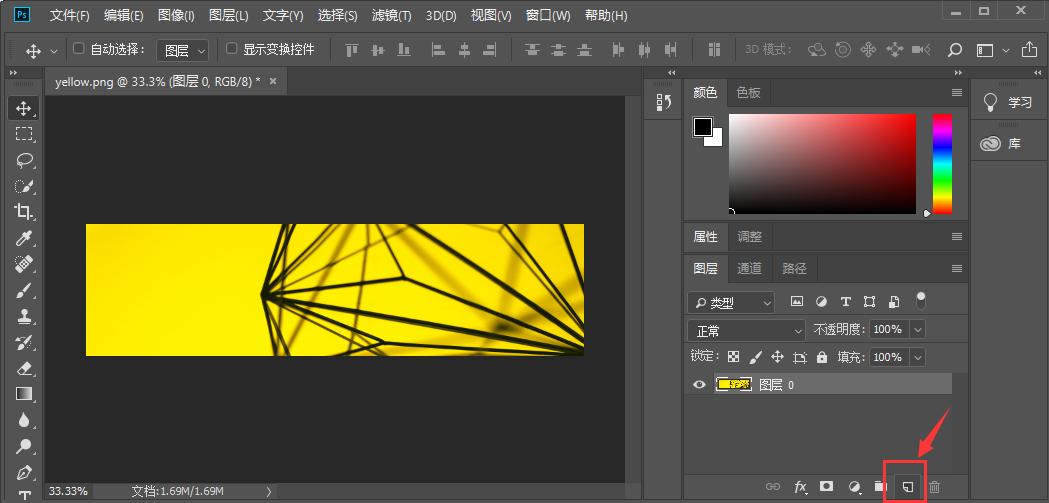 Ps 文件(F) 编辑(E) 图像(I) 图层(L) 文字(Y) 选择(S) 滤镜(T) 3D(D) 视图(V) 窗口(W) 帮助(H)
自动选择： 图层 显示变换控件 3D 模式：
yellow.png @ 33.3% (图层 0, RGB/8) * ×
颜色 色板
学习
库
属性 调整
图层 通道 路径
类型
正常 不透明度： 100%
锁定： 填充： 100%
图层 0
33.33% 文档:1.69M/1.69M